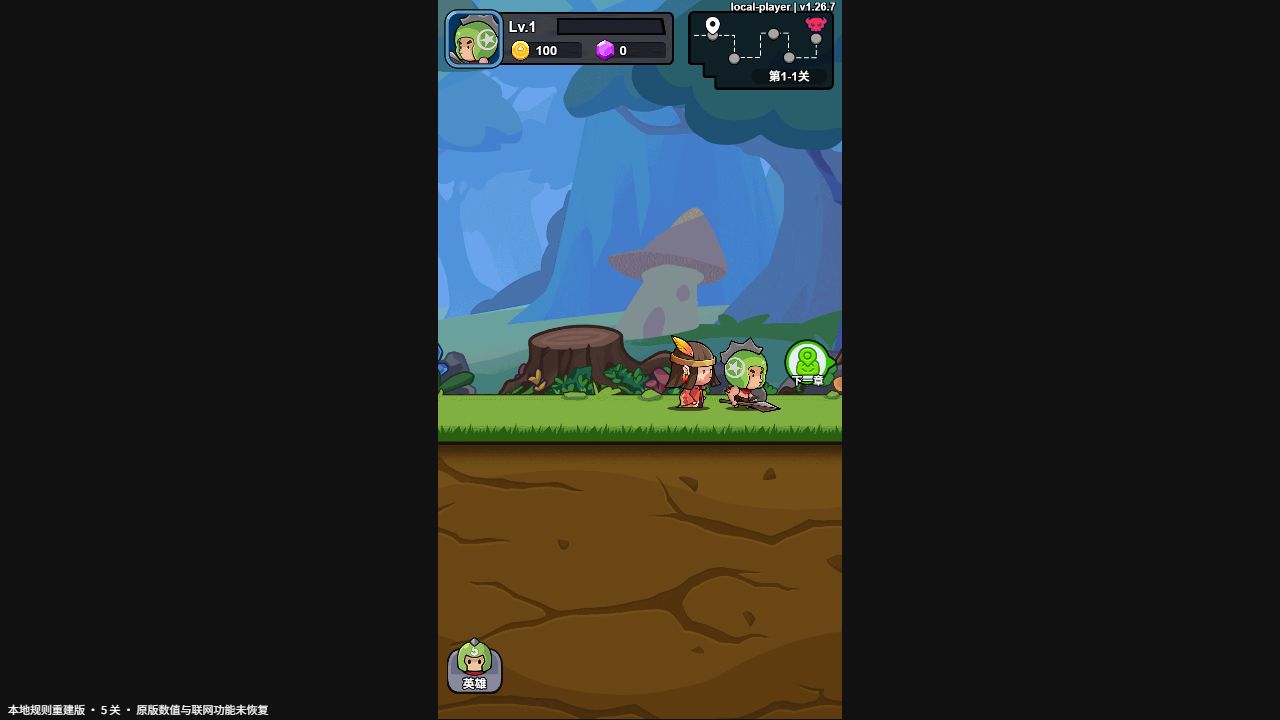 local-player | v1.26.7
Lv.1
100
0
第1-1关
下一章
英雄
本地规则重建版 · 5 关 · 原版数值与联网功能未恢复